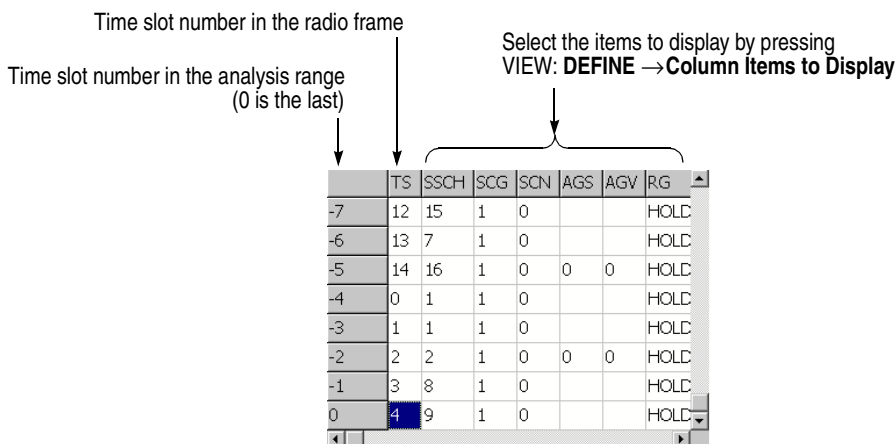 Time slot number in the radio frame
Select the items to display by pressing
VIEW: DEFINE →Column Items to Display
Time slot number in the analysis range
(0 is the last)
TS SSCH SCG SCN AGS AGV RG
-7 12 15 1 0 HOLD
-6 13 7 1 0 HOLD
-5 14 16 1 0 0 0 HOLD
-4 0 1 1 0 HOLD
-3 1 1 1 0 HOLD
-2 2 2 1 0 0 0 HOLD
-1 3 8 1 0 HOLD
0 4 9 1 0 HOLD